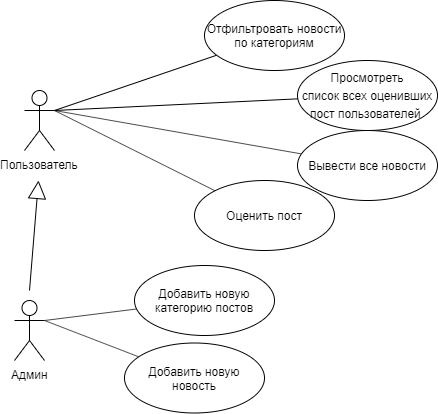 Отфильтровать новости
по категориям
Просмотреть
список всех оценивших
пост пользователей
Пользователь
Вывести все новости
Оценить пост
Добавить новую
категорию постов
Админ
Добавить новую
новость